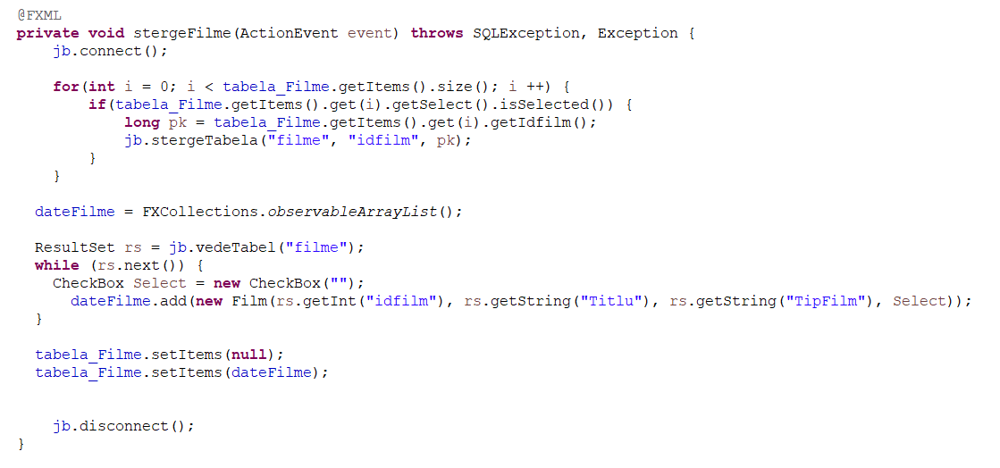 @FXML
private void stergeFilme(ActionEvent event) throws SQLException, Exception {
    jb.connect();

    for(int i = 0; i < tabela_Filme.getItems().size(); i ++) {
        if(tabela_Filme.getItems().get(i).getSelect().isSelected()) {
            long pk = tabela_Filme.getItems().get(i).getIdfilm();
            jb.stergeTabela("filme", "idfilm", pk);
        }
    }

  dateFilme = FXCollections.observableArrayList();

  ResultSet rs = jb.vedeTabel("filme");
  while (rs.next()) {
    CheckBox Select = new CheckBox("");
      dateFilme.add(new Film(rs.getInt("idfilm"), rs.getString("Titlu"), rs.getString("TipFilm"), Select));
  }

  tabela_Filme.setItems(null);
  tabela_Filme.setItems(dateFilme);


    jb.disconnect();
}